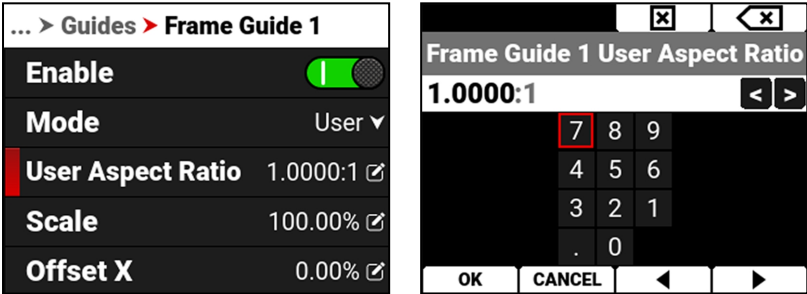 ... > Guides > Frame Guide 1
Enable
Mode User
User Aspect Ratio 1.0000:1
Scale 100.00%
Offset X 0.00%
Frame Guide 1 User Aspect Ratio
1.0000:1 < >
7 8 9
4 5 6
3 2 1
. 0
OK CANCEL